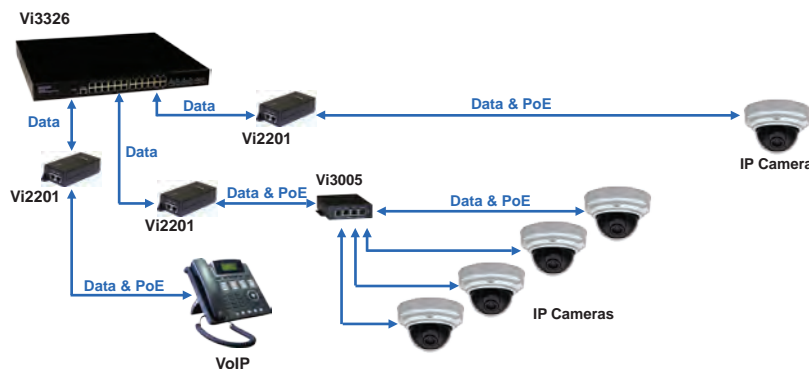 Vi3326
Data
Data & PoE
Data
Vi2201
IP Camera
Data
Vi2201
Vi3005
Data & PoE
Data & PoE
Vi2201
Data & PoE
IP Cameras
VoIP